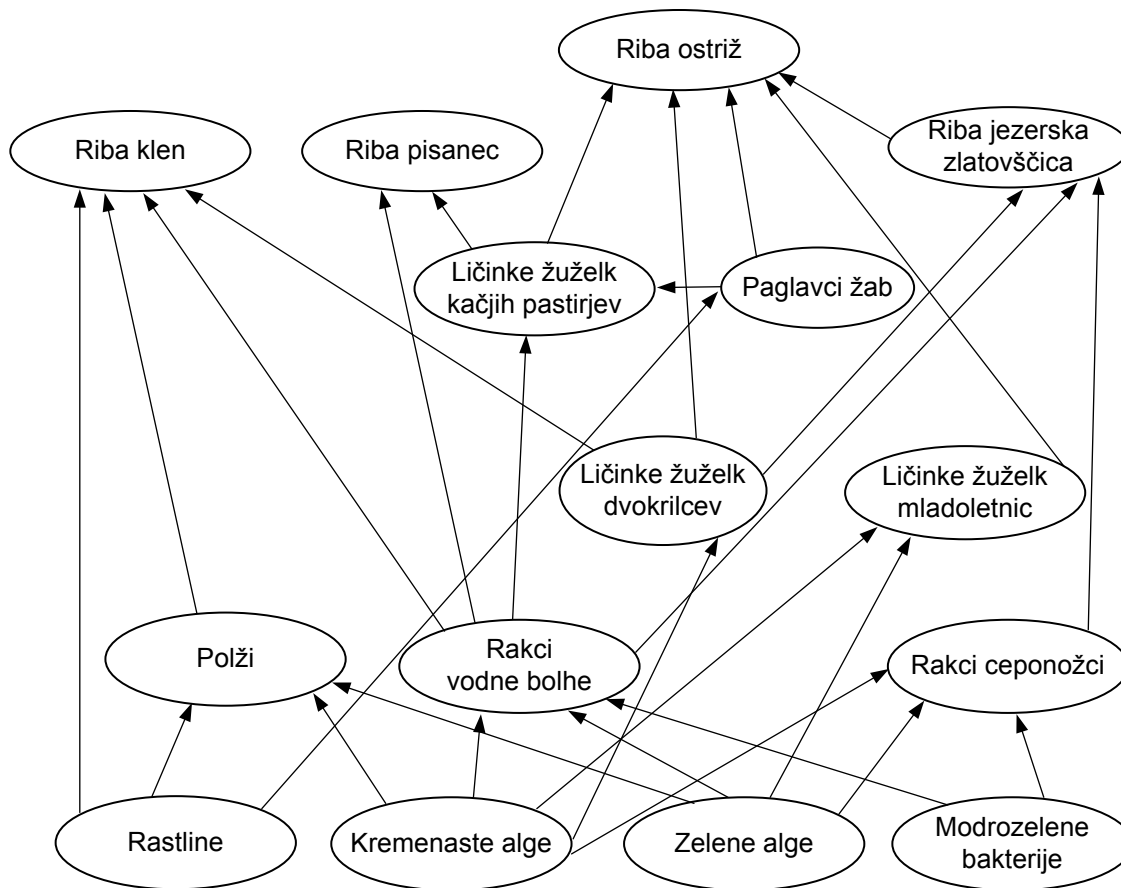 Riba ostriž
Riba klen
Riba pisanec
Riba jezerska
zlatovščica
Ličinke žuželk
kačjih pastirjev
Paglavci žab
Ličinke žuželk
dvokrilcev
Ličinke žuželk
mladoletnic
Polži
Rakci
vodne bolhe
Rakci ceponožci
Rastline
Kremenaste alge
Zelene alge
Modrozelene
bakterije